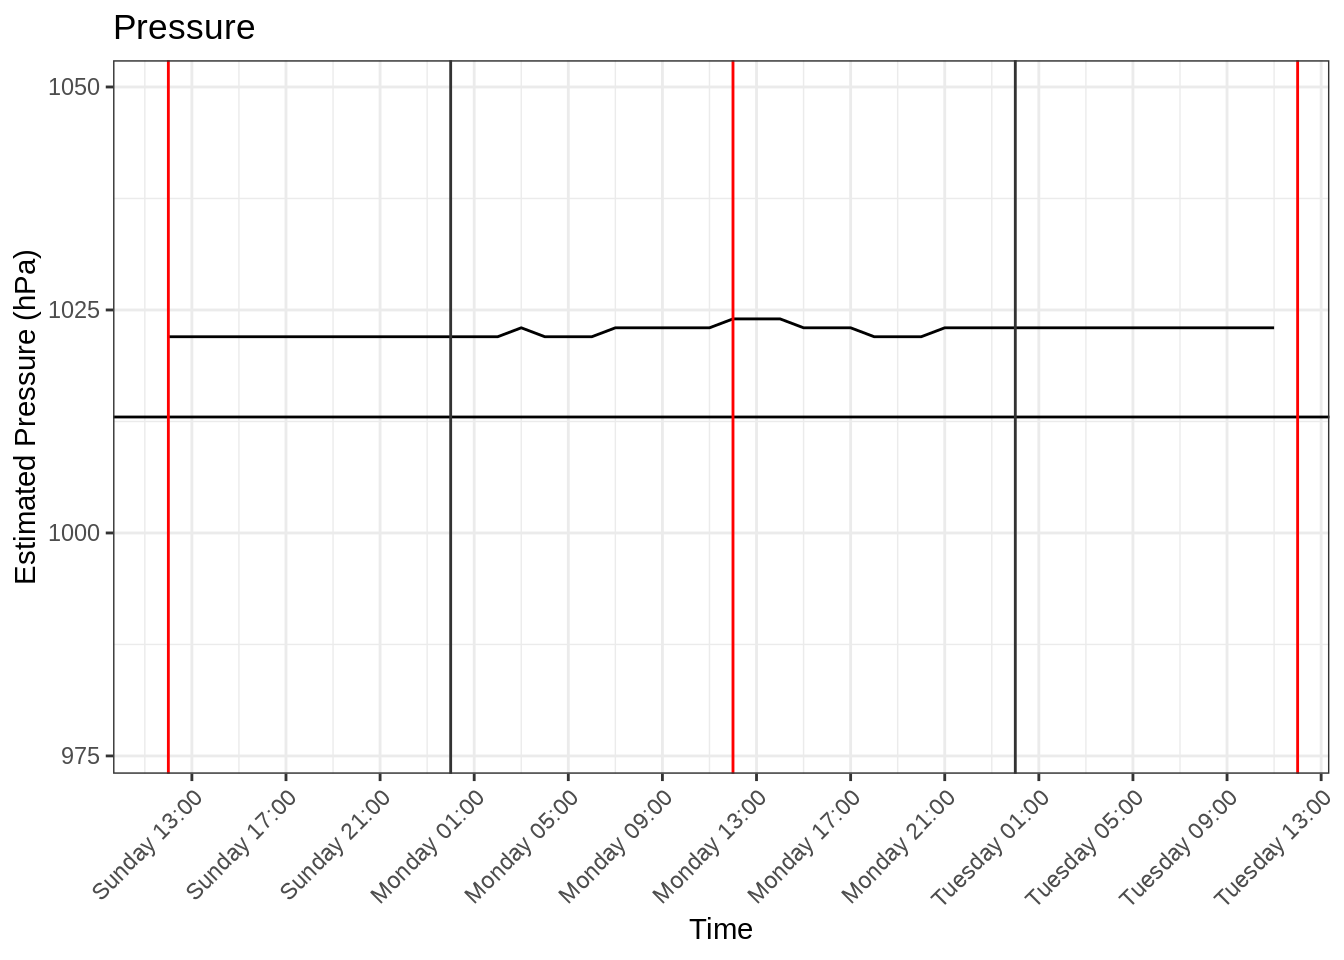 Pressure
Estimated Pressure (hPa)
1050
1025
1000
975
Sunday 13:00
Sunday 17:00
Sunday 21:00
Monday 01:00
Monday 05:00
Monday 09:00
Monday 13:00
Monday 17:00
Monday 21:00
Tuesday 01:00
Tuesday 05:00
Tuesday 09:00
Tuesday 13:00
Time